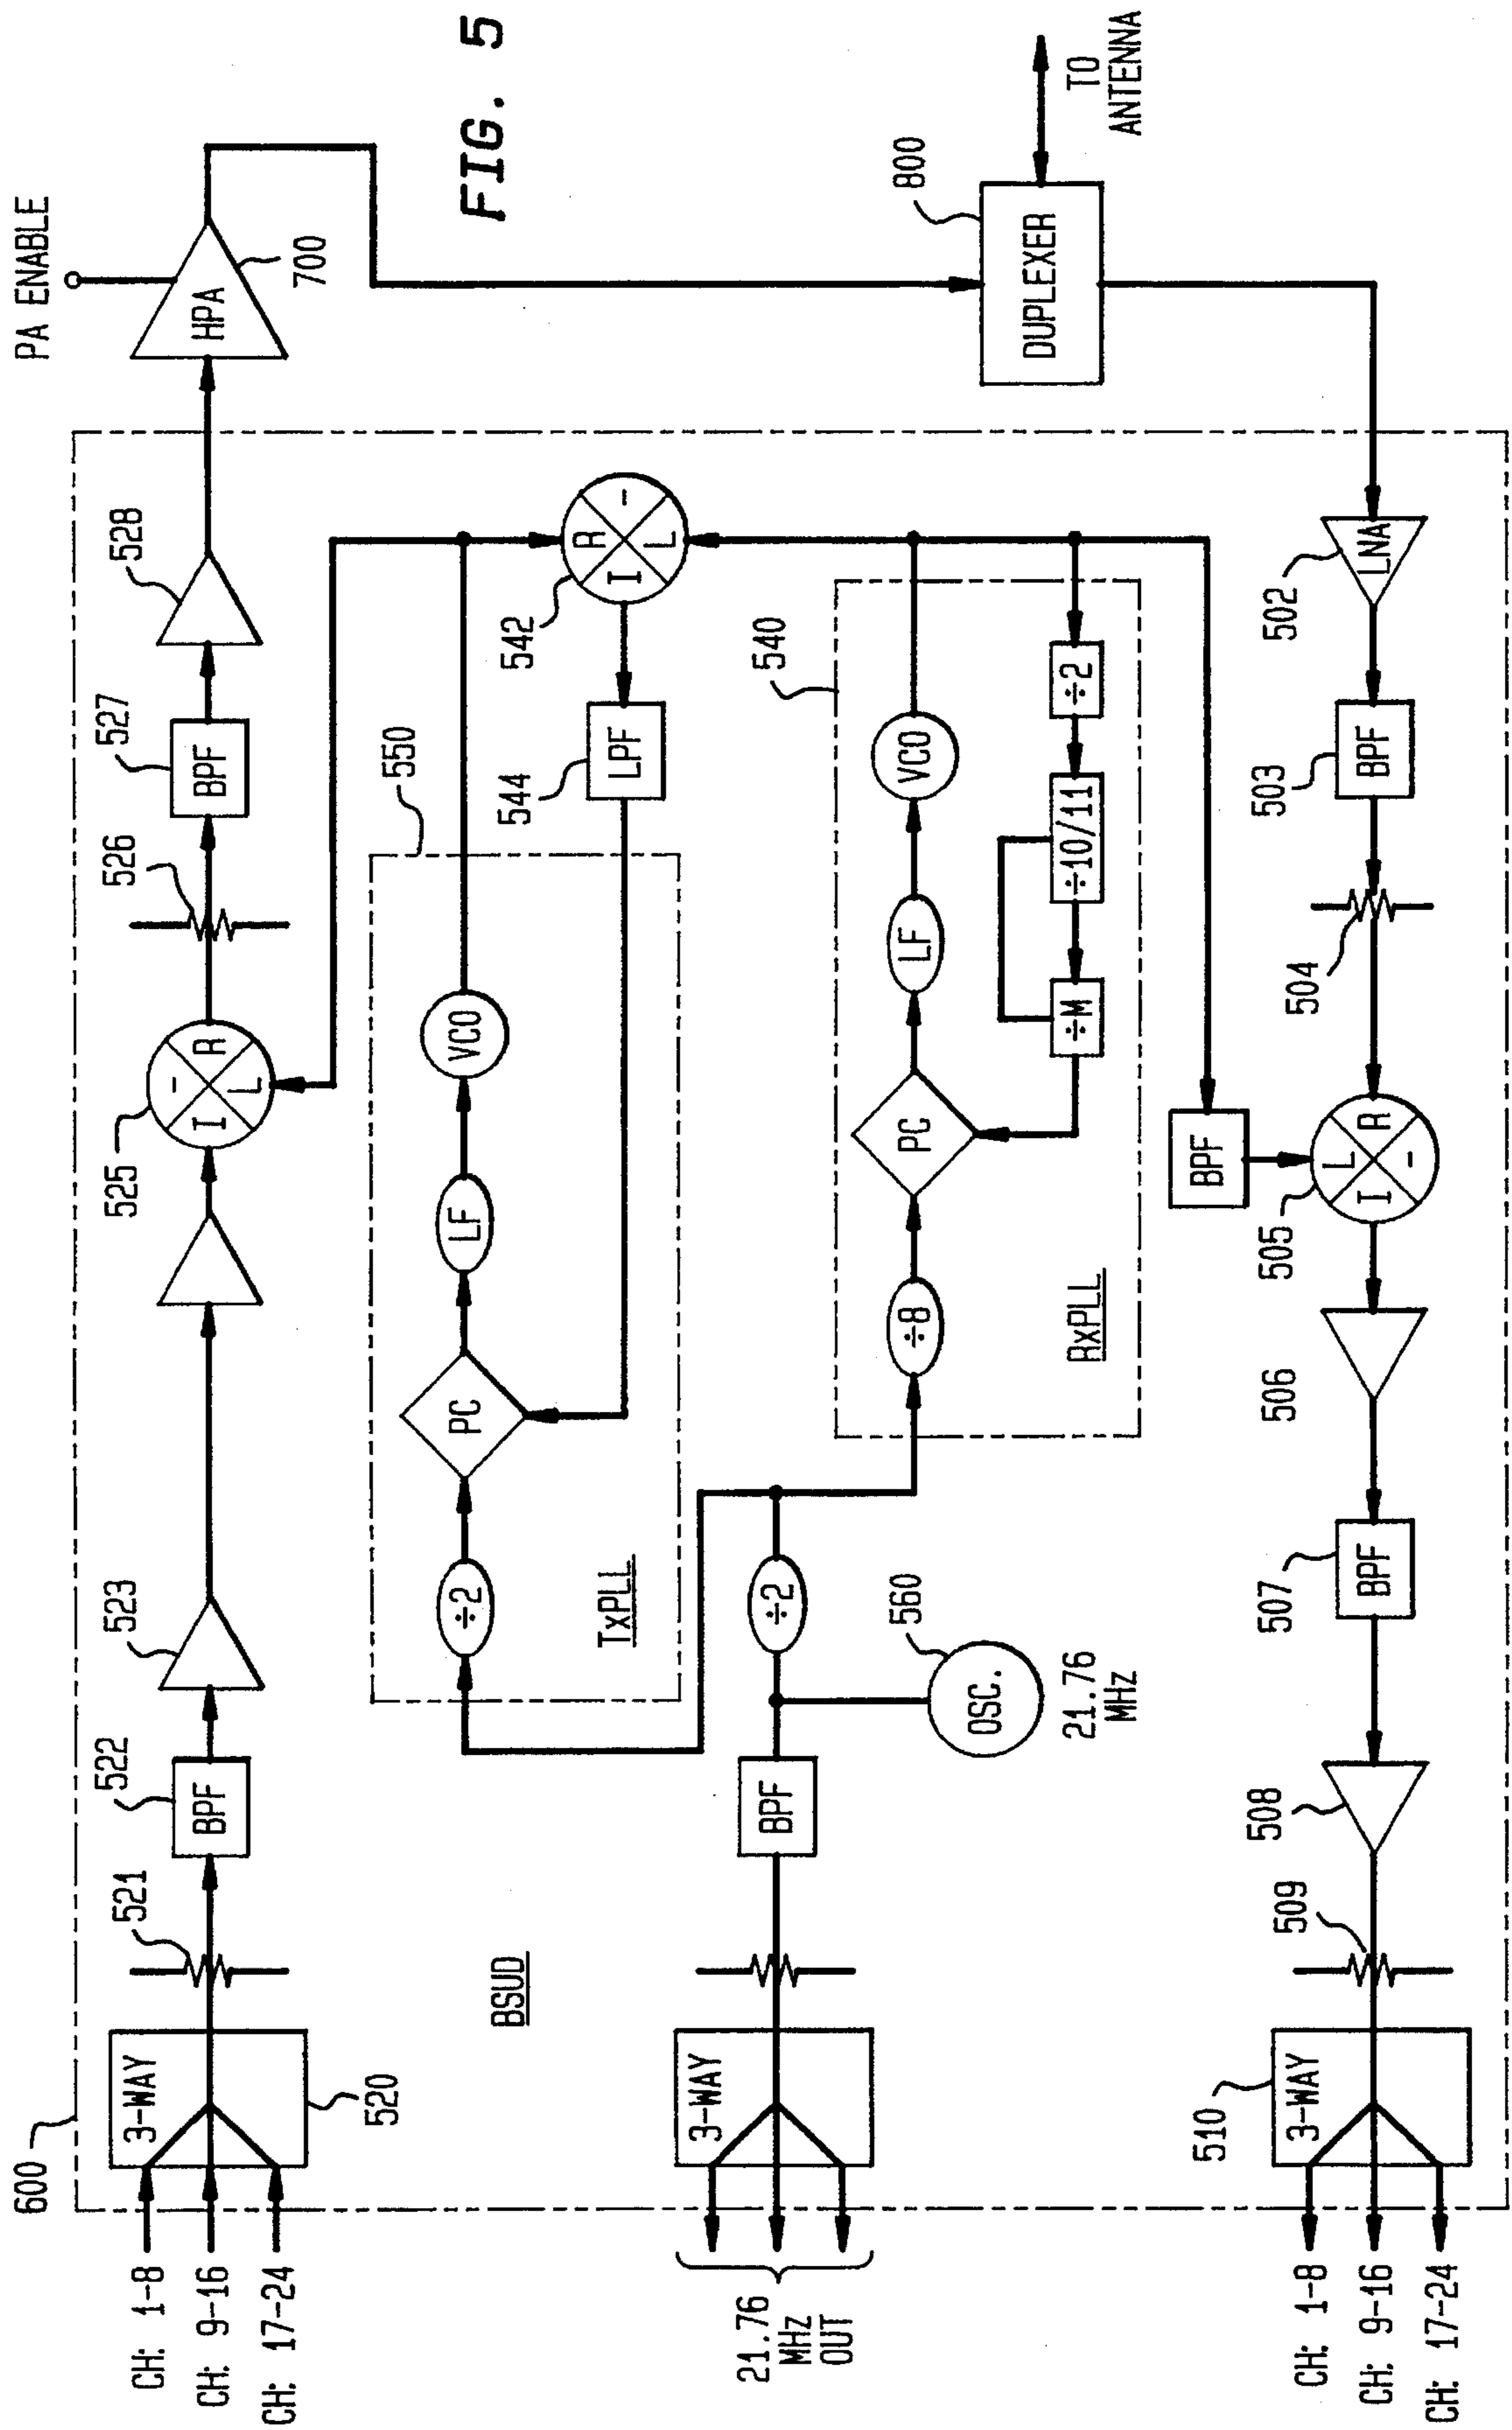 FIG. 5
600
CH: 1-8
CH: 9-16
CH: 17-24
3-WAY
520
521
BPF
522
523
525
I
-
R
L
526
BPF
527
528
HPA
700
PA ENABLE
BSUD
TxPLL
550
÷2
PC
LF
VCO
LPF
544
542
R
-
I
L
21.76
MHz
OUT
3-WAY
BPF
÷2
OSC.
560
21.76
MHz
RxPLL
540
÷8
PC
LF
VCO
÷2
÷10/11
÷M
DUPLEXER
800
TO
ANTENNA
LNA
502
BPF
503
504
BPF
L
I
R
-
505
506
BPF
507
508
509
3-WAY
510
CH: 1-8
CH: 9-16
CH: 17-24